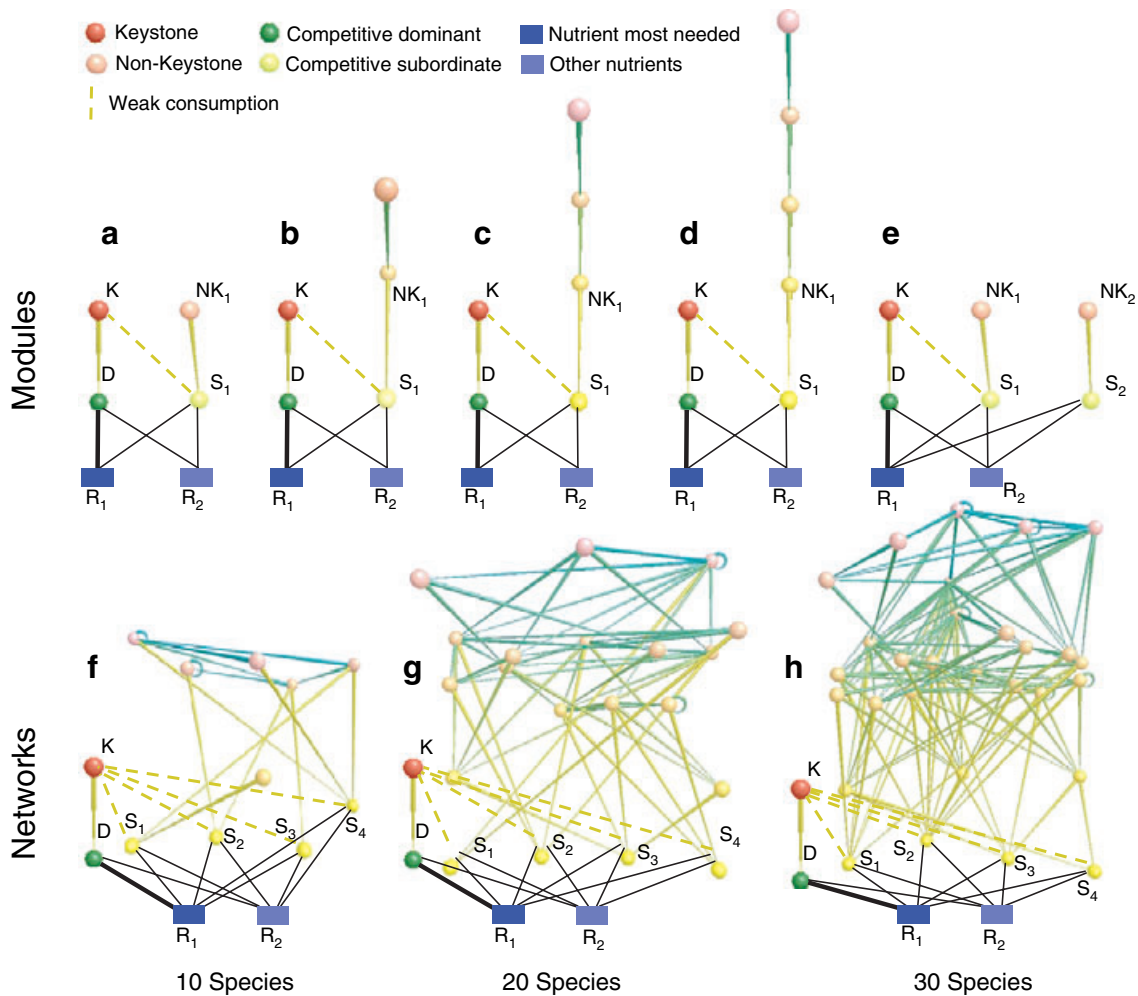 Keystone
Competitive dominant
Nutrient most needed
Non-Keystone
Competitive subordinate
Other nutrients
Weak consumption
Modules
a
b
c
d
e
K
NK1
D
S1
R1
R2
K
NK1
D
S1
R1
R2
K
NK1
D
S1
R1
R2
K
NK1
D
S1
R1
R2
K
NK1
NK2
D
S1
S2
R1
R2
Networks
f
g
h
K
D
S1
S2
S3
S4
R1
R2
10 Species
K
D
S1
S2
S3
S4
R1
R2
20 Species
K
D
S1
S2
S3
S4
R1
R2
30 Species